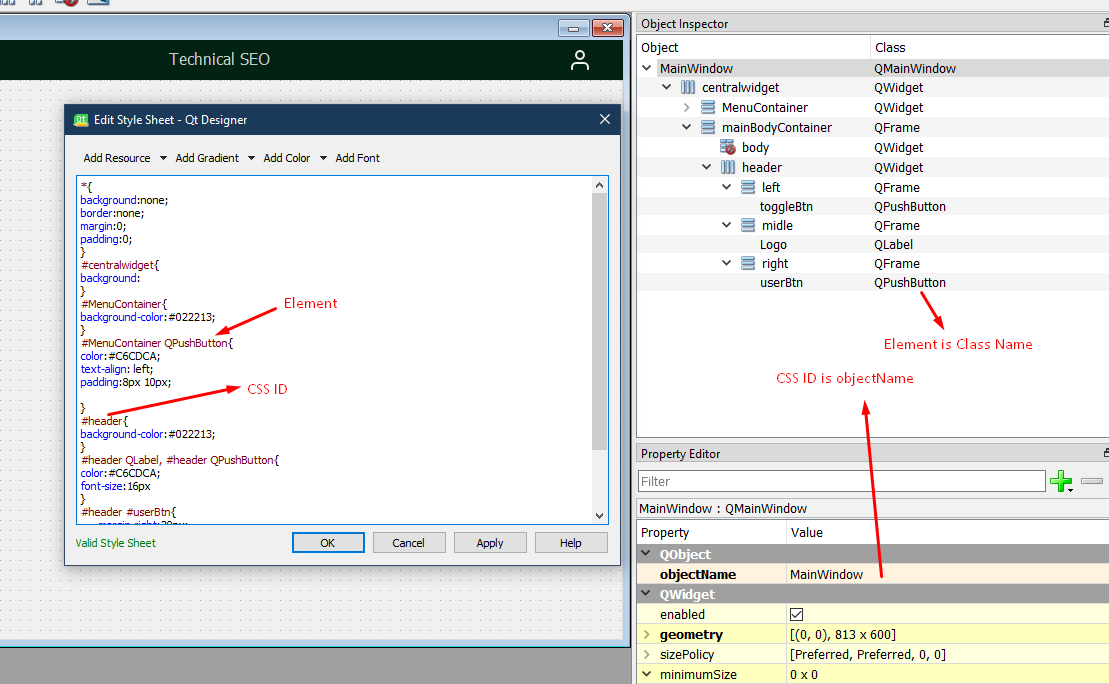 Technical SEO
Edit Style Sheet - Qt Designer
Add Resource Add Gradient Add Color Add Font
*{
background:none;
border:none;
margin:0;
padding:0;
}
#centralwidget{
background:
}
#MenuContainer{
background-color:#022213;
}
#MenuContainer QPushButton{
color:#C6CDCA;
text-align: left;
padding:8px 10px;
}
#header{
background-color:#022213;
}
#header QLabel, #header QPushButton{
color:#C6CDCA;
font-size:16px
}
#header #userBtn{
margin-right:20px;
Element
CSS ID
Valid Style Sheet
OK Cancel Apply Help
Object Inspector
Object Class
MainWindow QMainWindow
centralwidget QWidget
MenuContainer QWidget
mainBodyContainer QFrame
body QWidget
header QWidget
left QFrame
toggleBtn QPushButton
midle QFrame
Logo QLabel
right QFrame
userBtn QPushButton
Element is Class Name
CSS ID is objectName
Property Editor
Filter
MainWindow : QMainWindow
Property Value
QObject
objectName MainWindow
QWidget
enabled
geometry [(0, 0), 813 x 600]
sizePolicy [Preferred, Preferred, 0, 0]
minimumSize 0 x 0